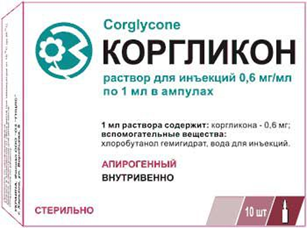 Corglycone
КОРГЛИКОН
раствор для инъекций 0,6 мг/мл
по 1 мл в ампулах
1 мл раствора содержит: коргликона - 0,6 мг;
вспомогательные вещества:
хлоробутанол гемигидрат, вода для инъекций.
АПИРОГЕННЫЙ
ВНУТРИВЕННО
СТЕРИЛЬНО
10 шт